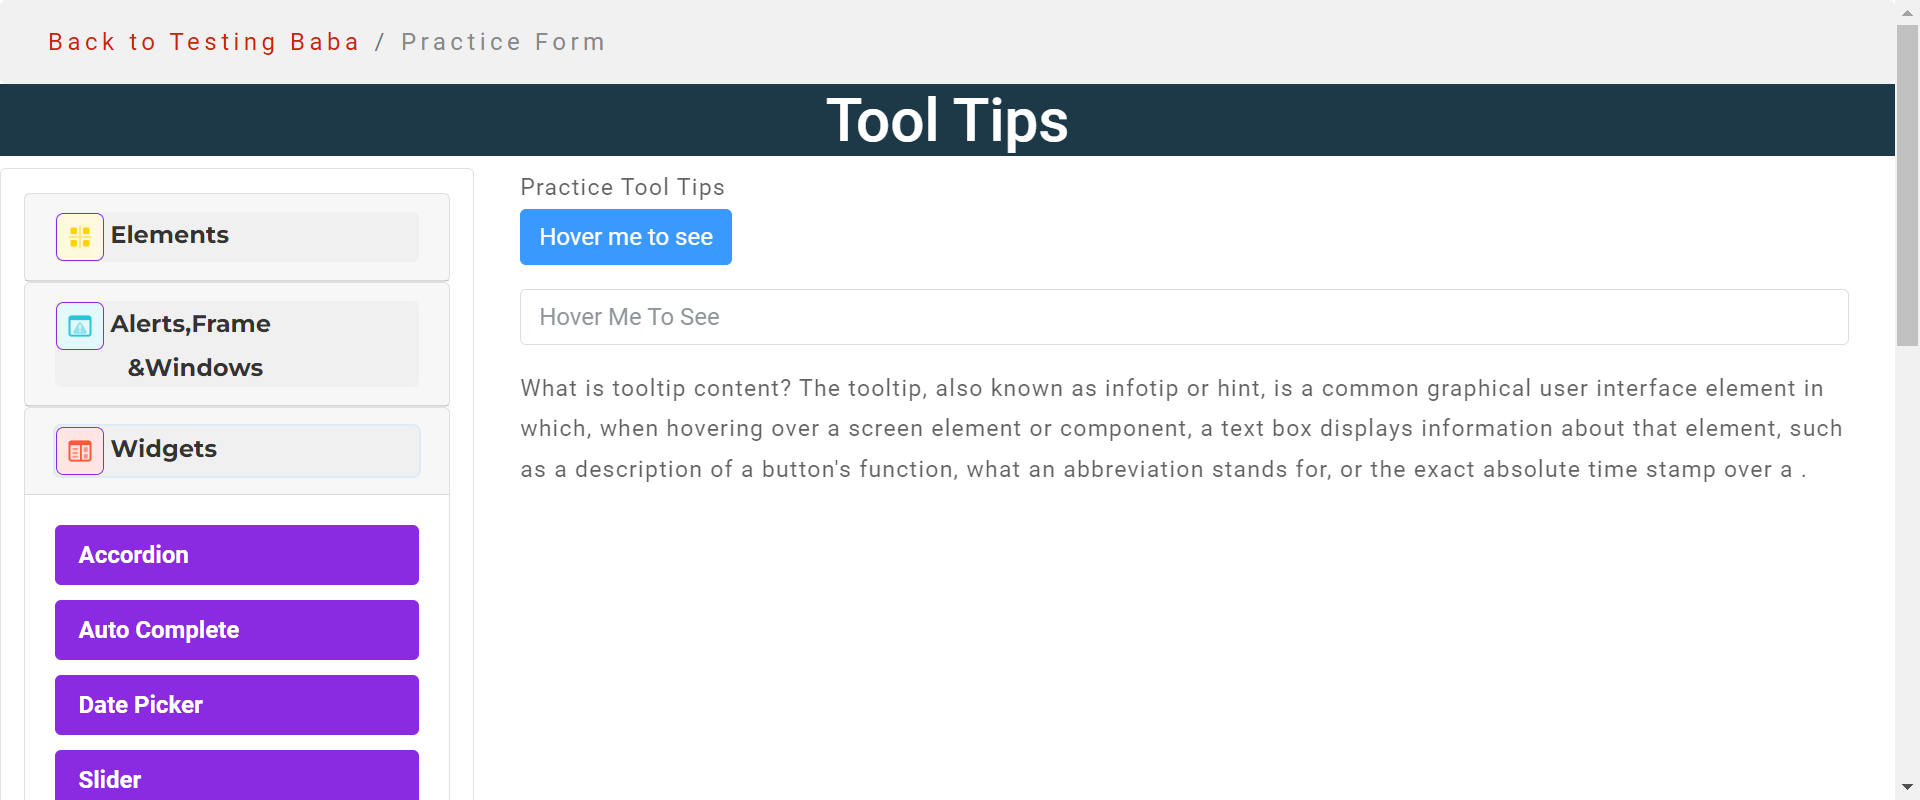 Back to Testing Baba / Practice Form
Tool Tips
Elements
Alerts,Frame
&Windows
Widgets
Accordion
Auto Complete
Date Picker
Slider
Practice Tool Tips
Hover me to see
Hover Me To See
What is tooltip content? The tooltip, also known as infotip or hint, is a common graphical user interface element in
which, when hovering over a screen element or component, a text box displays information about that element, such
as a description of a button's function, what an abbreviation stands for, or the exact absolute time stamp over a .